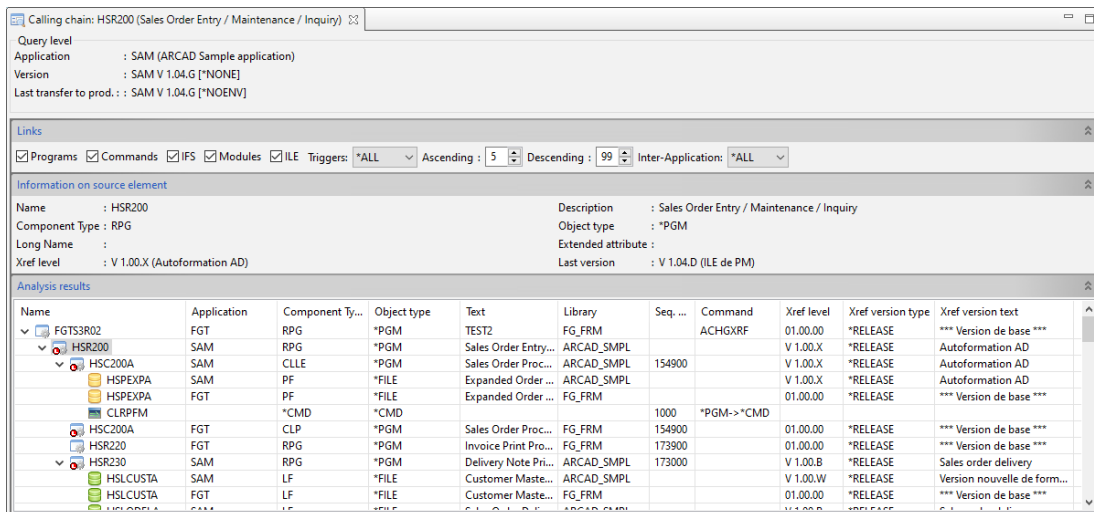 Calling chain: HSR200 (Sales Order Entry / Maintenance / Inquiry)
Query level
Application : SAM (ARCAD Sample application)
Version : SAM V 1.04.G [*NONE]
Last transfer to prod. : : SAM V 1.04.G [*NOENV]
Links
Programs Commands IFS Modules ILE Triggers: *ALL Ascending : 5 Descending : 99 Inter-Application: *ALL
Information on source element
Name : HSR200 Description : Sales Order Entry / Maintenance / Inquiry
Component Type : RPG Object type : *PGM
Long Name : Extended attribute :
Xref level : V 1.00.X (Autoformation AD) Last version : V 1.04.D (ILE de PM)
Analysis results
Name Application Component Ty... Object type Text Library Seq. ... Command Xref level Xref version type Xref version text
FGTS3R02 FGT RPG *PGM TEST2 FG_FRM ACHGXRF 01.00.00 *RELEASE *** Version de base ***
HSR200 SAM RPG *PGM Sales Order Entry... ARCAD_SMPL V 1.00.X *RELEASE Autoformation AD
HSC200A SAM CLLE *PGM Sales Order Proc... ARCAD_SMPL 154900 V 1.00.X *RELEASE Autoformation AD
HSPEXPA SAM PF *FILE Expanded Order ... ARCAD_SMPL V 1.00.X *RELEASE Autoformation AD
HSPEXPA FGT PF *FILE Expanded Order ... FG_FRM 01.00.00 *RELEASE *** Version de base ***
CLRPFM *CMD *CMD 1000 *PGM->*CMD
HSC200A FGT CLP *PGM Sales Order Proc... FG_FRM 154900 01.00.00 *RELEASE *** Version de base ***
HSR220 FGT RPG *PGM Invoice Print Pro... FG_FRM 173900 01.00.00 *RELEASE *** Version de base ***
HSR230 SAM RPG *PGM Delivery Note Pri... ARCAD_SMPL 173000 V 1.00.B *RELEASE Sales order delivery
HSLCUSTA SAM LF *FILE Customer Maste... ARCAD_SMPL V 1.00.W *RELEASE Version nouvelle de form...
HSLCUSTA FGT LF *FILE Customer Maste... FG_FRM 01.00.00 *RELEASE *** Version de base ***